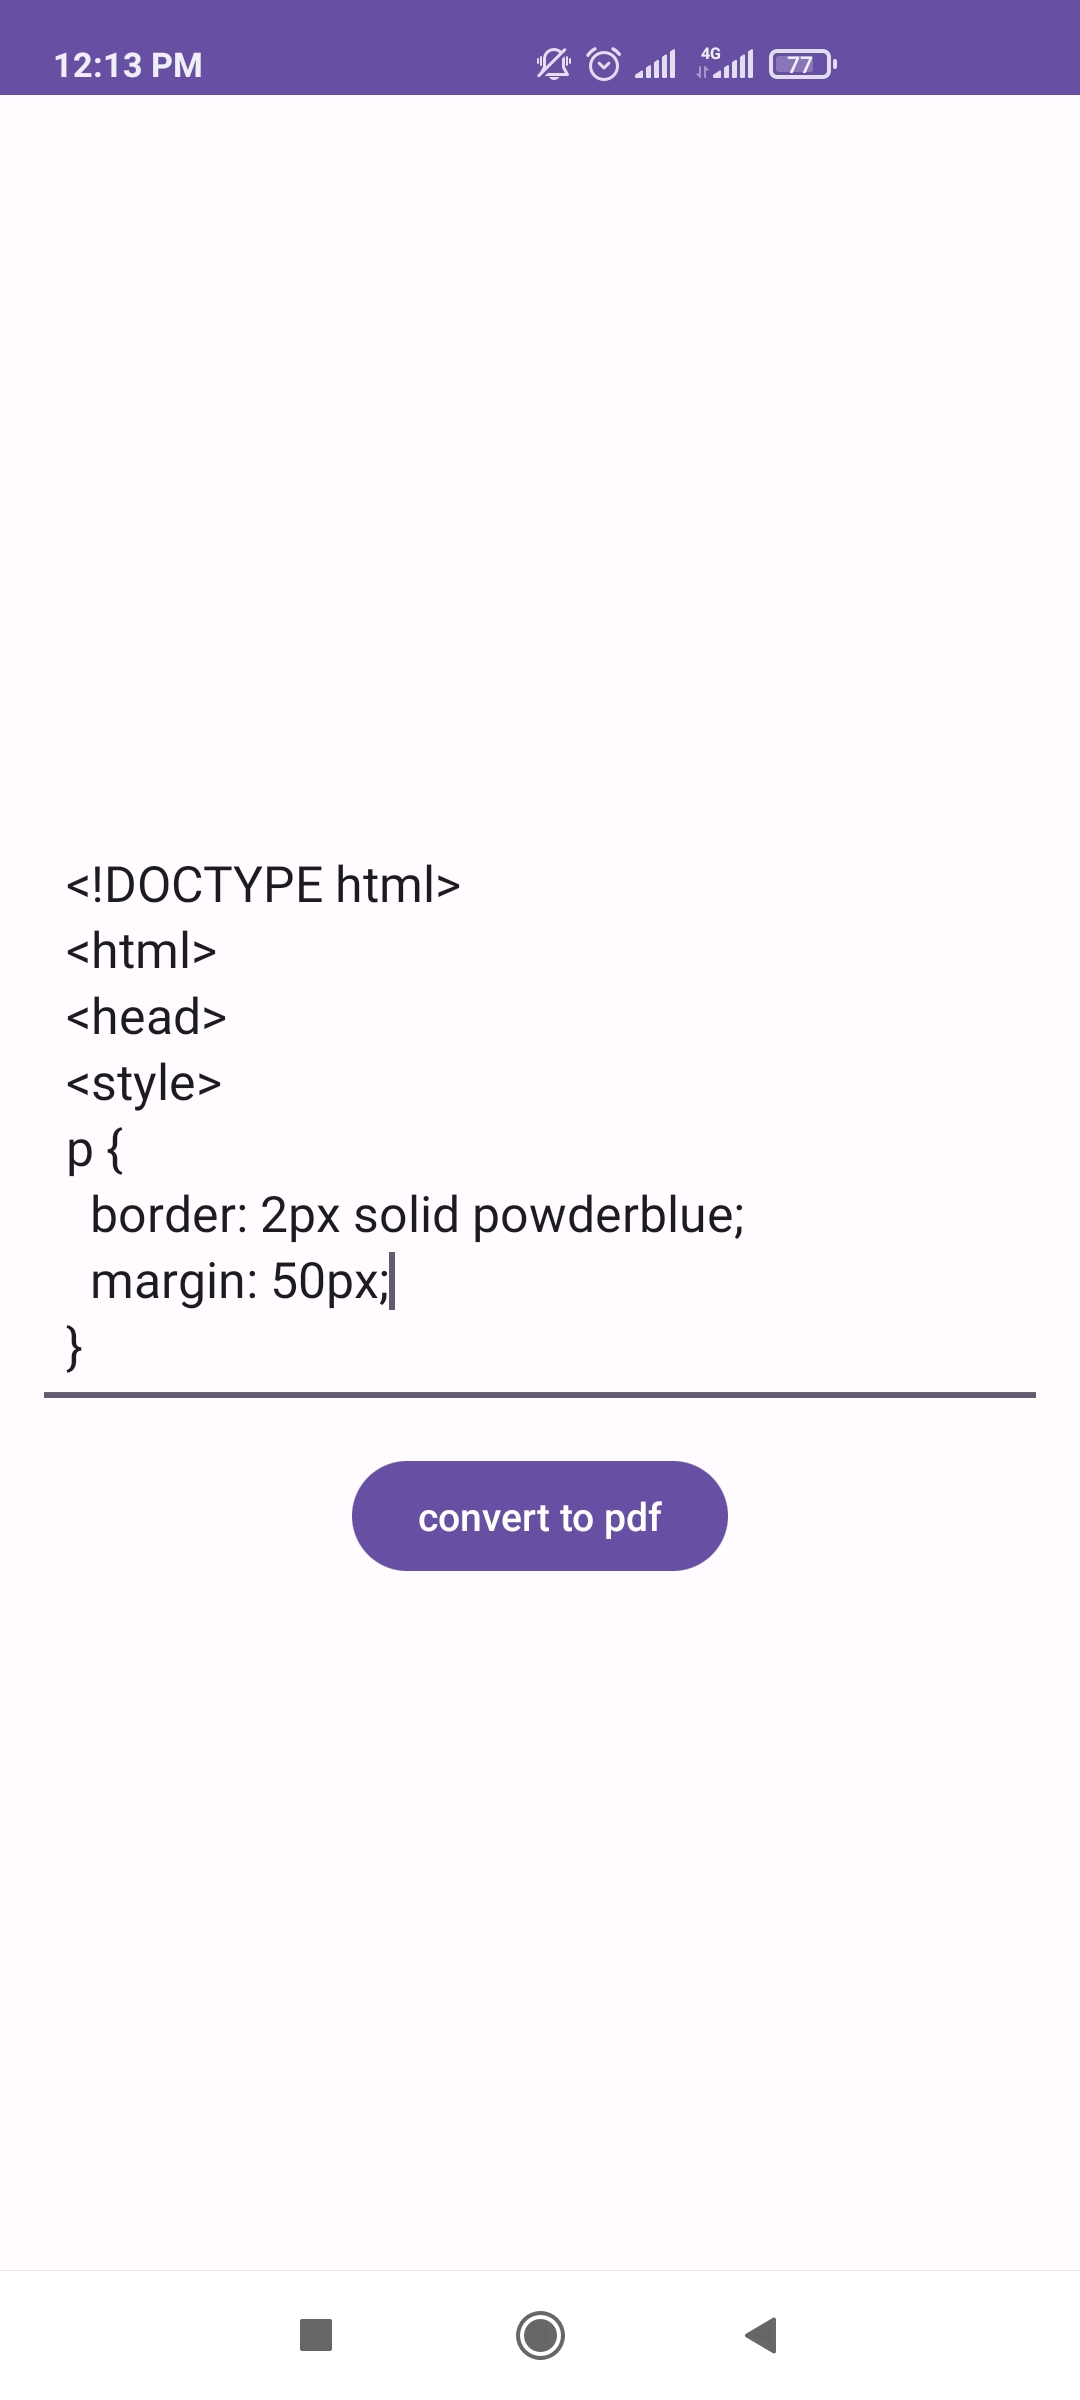 12:13 PM
4G
77
<!DOCTYPE html>
<html>
<head>
<style>
p {
  border: 2px solid powderblue;
  margin: 50px;
}
convert to pdf